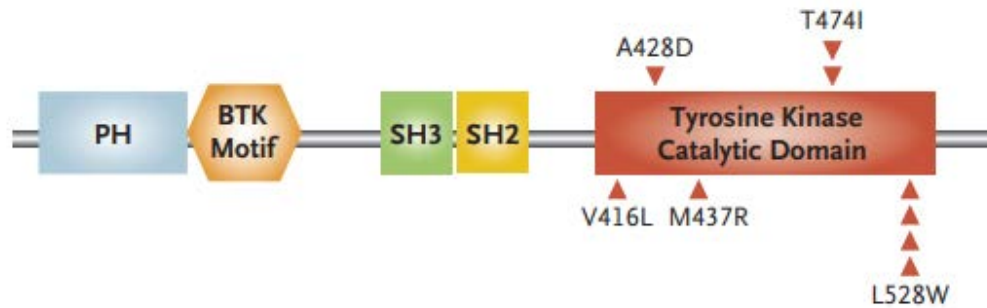 T474I
A428D
PH
BTK
Motif
SH3
SH2
Tyrosine Kinase
Catalytic Domain
V416L
M437R
L528W